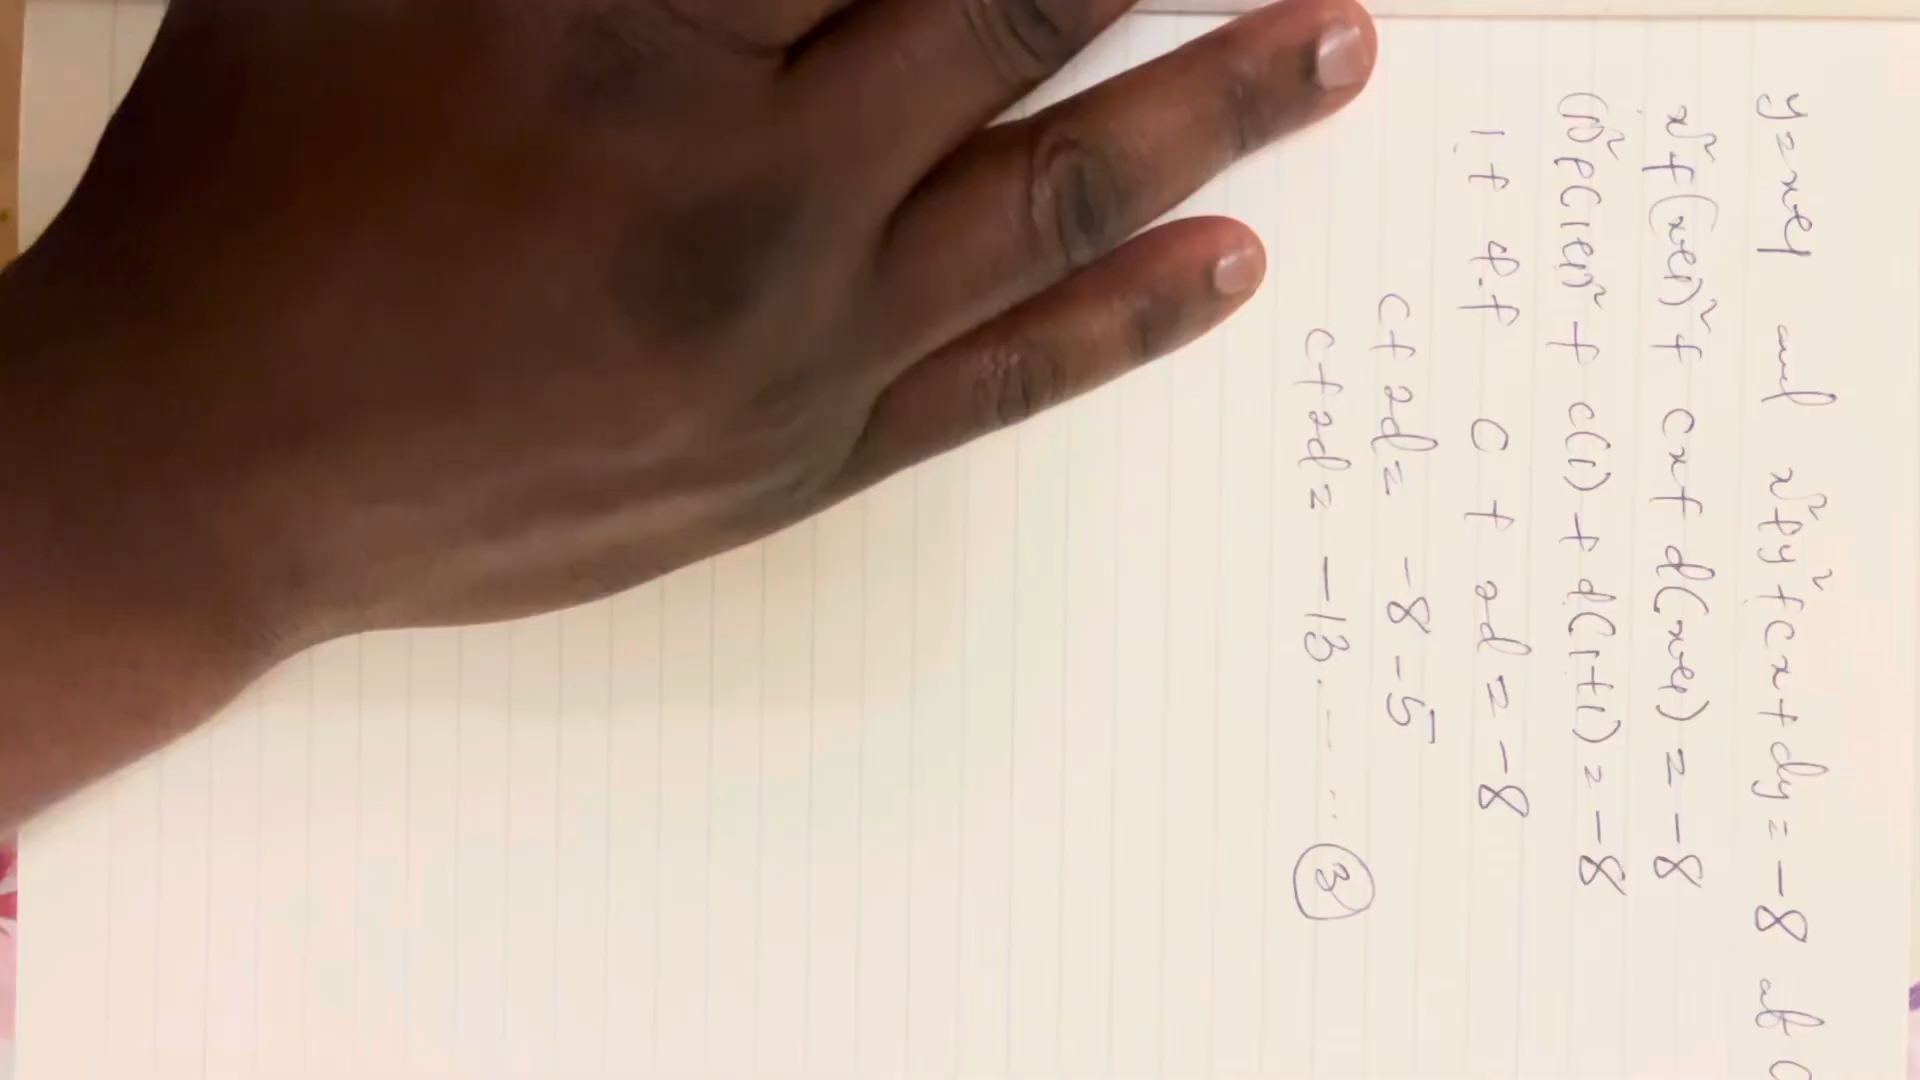 y=x+1 and x²+y²+cx+dy=-8 at (
x²+(x+1)²+cx+d(x+1)=-8
(1)²+(1+1)²+c(1)+d(1+1)=-8
1+4+c+2d=-8
c+2d=-8-5
c+2d=-13......③